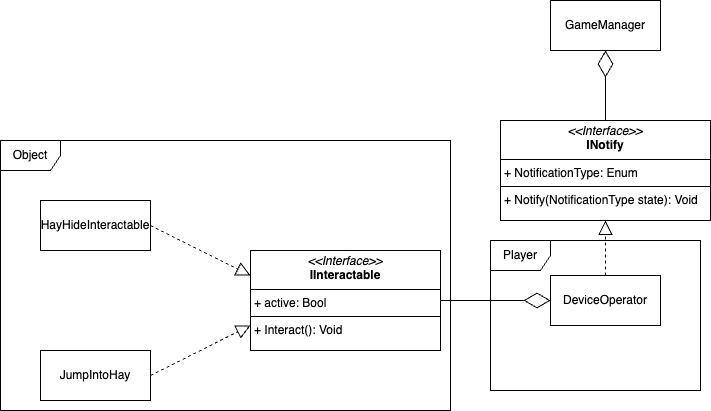 GameManager
<<Interface>>
INotify
+ NotificationType: Enum
+ Notify(NotificationType state): Void
Object
HayHideInteractable
<<Interface>>
IInteractable
+ active: Bool
+ Interact(): Void
JumpIntoHay
Player
DeviceOperator